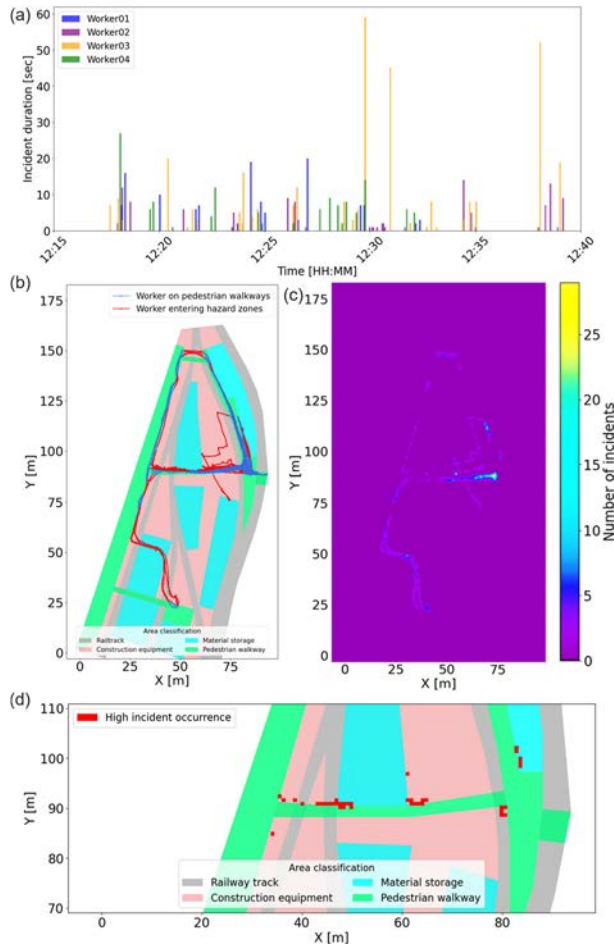 (a)
60
50
40
30
20
10
0
Incident duration [sec]
Worker01
Worker02
Worker03
Worker04
12:15
12:20
12:25
12:30
12:35
12:40
Time [HH:MM]
(b)
175
150
125
100
75
50
25
0
Y [m]
Worker on pedestrian walkways
Worker entering hazard zones
Area classification
Railtrack
Material storage
Construction equipment
Pedestrian walkway
0
25
50
75
X [m]
(c)
175
150
125
100
75
50
25
0
Y [m]
0
25
50
75
X [m]
25
20
15
10
5
0
Number of incidents
(d)
110
100
90
80
70
Y [m]
High incident occurrence
Area classification
Railway track
Material storage
Construction equipment
Pedestrian walkway
0
20
40
60
80
X [m]